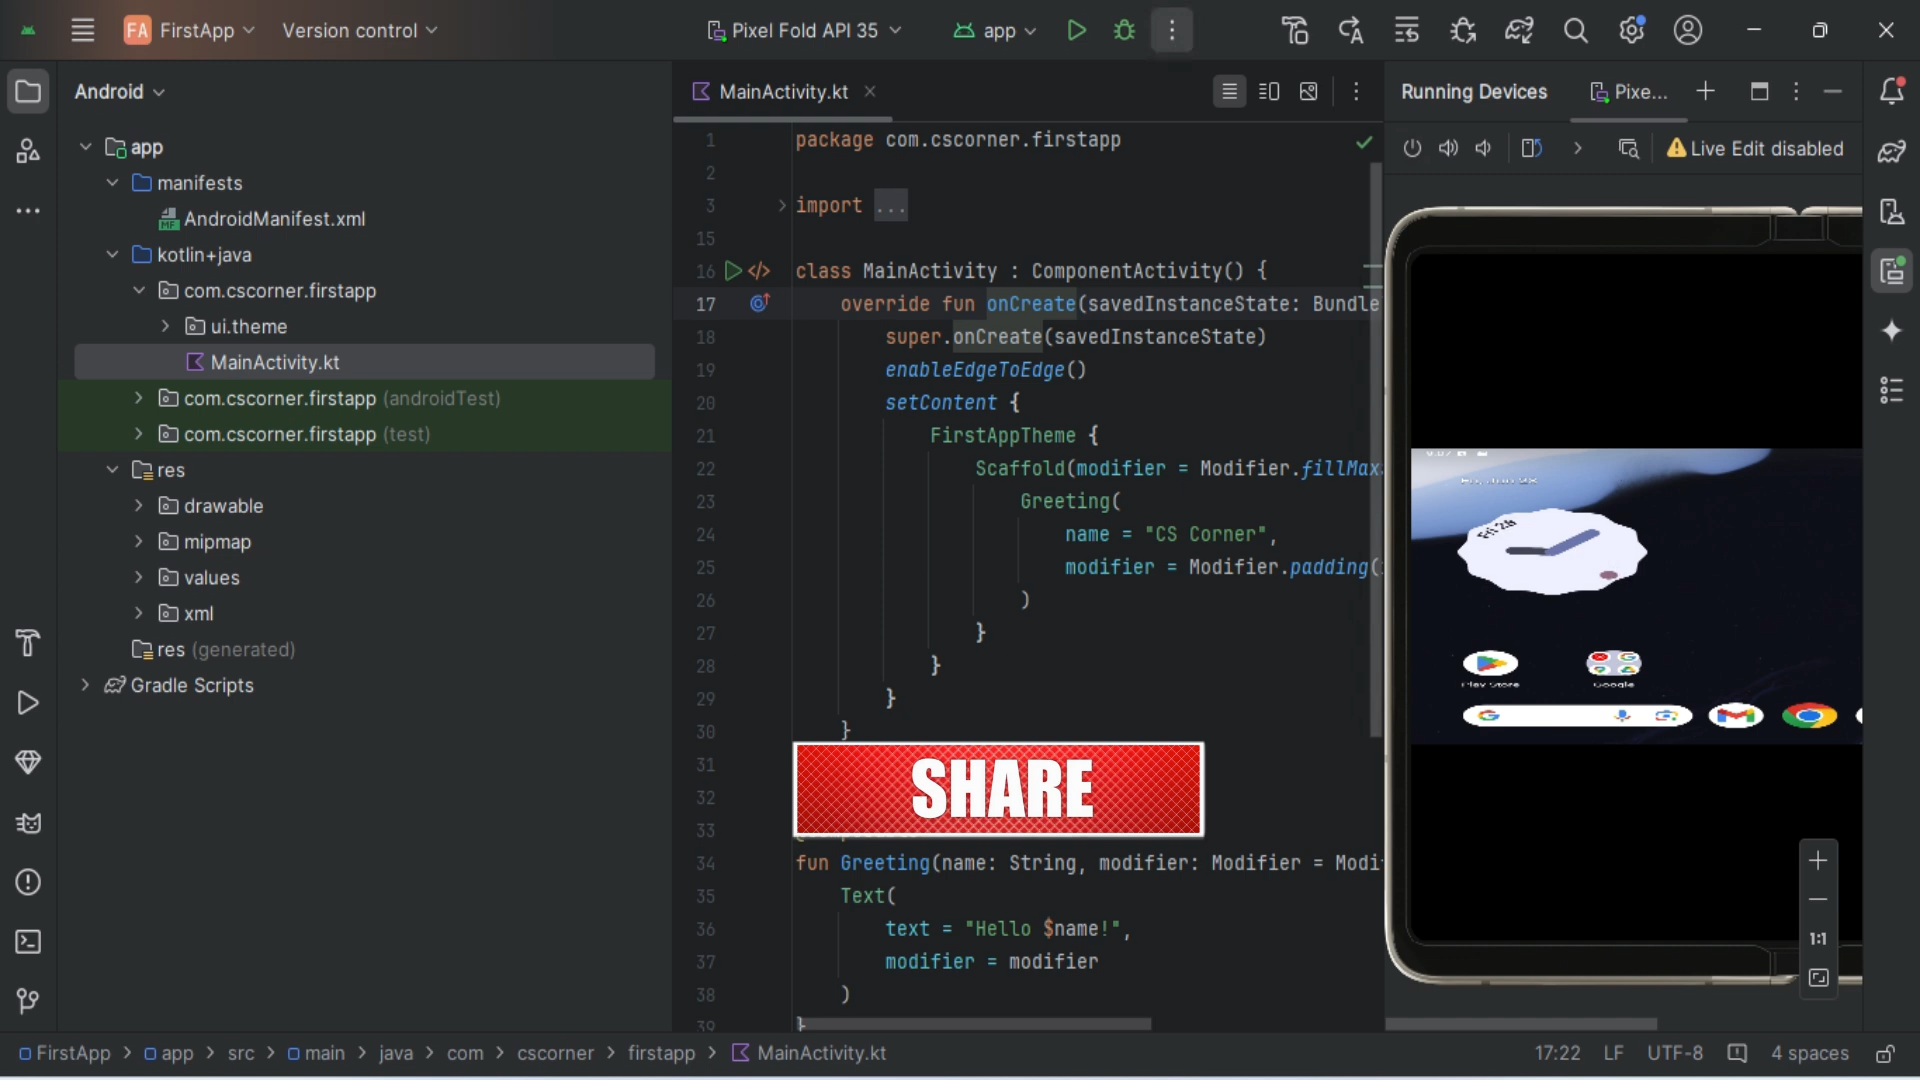 FA FirstApp Version control Pixel Fold API 35 app
Android
app
manifests
AndroidManifest.xml
kotlin+java
com.cscorner.firstapp
ui.theme
MainActivity.kt
com.cscorner.firstapp (androidTest)
com.cscorner.firstapp (test)
res
drawable
mipmap
values
xml
res (generated)
Gradle Scripts
MainActivity.kt
1 package com.cscorner.firstapp
2
3 import ...
15
16 class MainActivity : ComponentActivity() {
17 override fun onCreate(savedInstanceState: Bundle
18 super.onCreate(savedInstanceState)
19 enableEdgeToEdge()
20 setContent {
21 FirstAppTheme {
22 Scaffold(modifier = Modifier.fillMax
23 Greeting(
24 name = "CS Corner",
25 modifier = Modifier.padding(
26 )
27 }
28 }
29 }
30 }
31
32
33
SHARE
34 fun Greeting(name: String, modifier: Modifier = Modi
35 Text(
36 text = "Hello $name!",
37 modifier = modifier
38 )
39 }
Running Devices Pixe...
Live Edit disabled
Fri 28
Play Store Google
1:1
FirstApp > app > src > main > java > com > cscorner > firstapp > MainActivity.kt
17:22 LF UTF-8 4 spaces